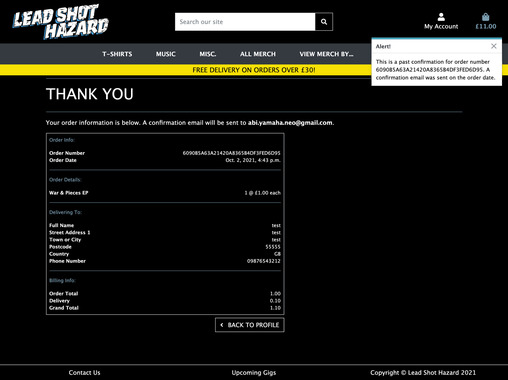 LEAD SHOT
HAZARD
Search our site
My Account
£11.00
T-SHIRTS MUSIC MISC. ALL MERCH VIEW MERCH BY...
FREE DELIVERY ON ORDERS OVER £30!
Alert!
This is a past confirmation for order number
6090B5A63A21420A836584DF3FED6D95. A
confirmation email was sent on the order date.
THANK YOU
Your order information is below. A confirmation email will be sent to abi.yamaha.neo@gmail.com.
Order Info:
Order Number 6090B5A63A21420A836584DF3FED6D95
Order Date Oct. 2, 2021, 4:43 p.m.
Order Details:
War & Pieces EP 1 @ £1.00 each
Delivering To:
Full Name test
Street Address 1 test
Town or City test
Postcode 55555
Country GB
Phone Number 09876543212
Billing Info:
Order Total 1.00
Delivery 0.10
Grand Total 1.10
BACK TO PROFILE
Contact Us Upcoming Gigs Copyright © Lead Shot Hazard 2021